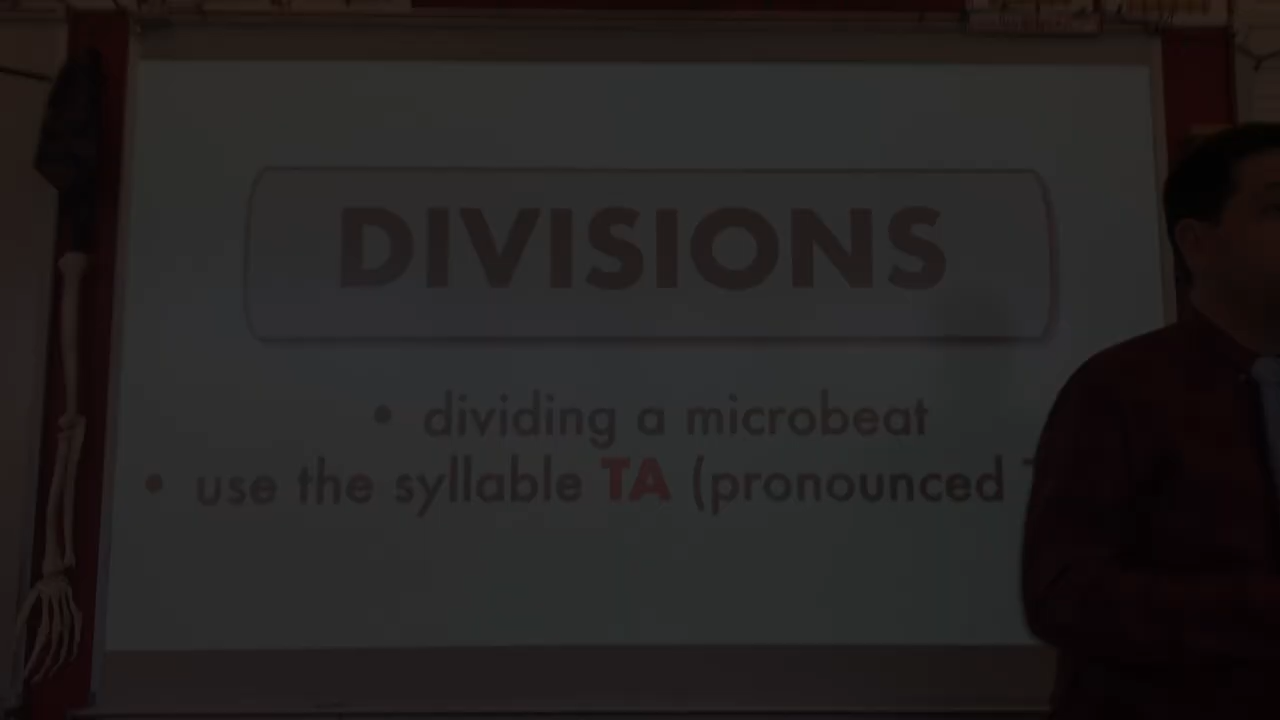 DIVISIONS
• dividing a microbeat
• use the syllable TA (pronounced